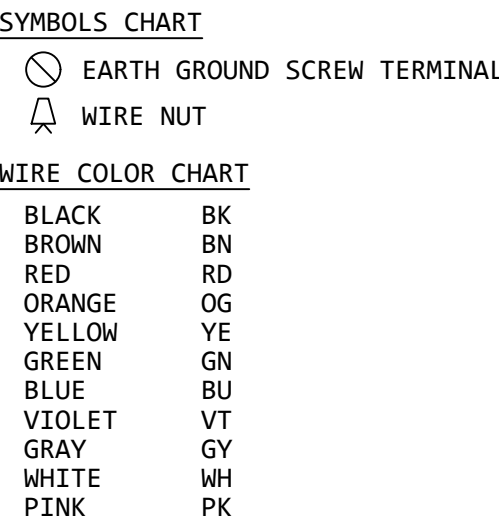 SYMBOLS CHART
EARTH GROUND SCREW TERMINAL
WIRE NUT
WIRE COLOR CHART
BLACK BK
BROWN BN
RED RD
ORANGE OG
YELLOW YE
GREEN GN
BLUE BU
VIOLET VT
GRAY GY
WHITE WH
PINK PK